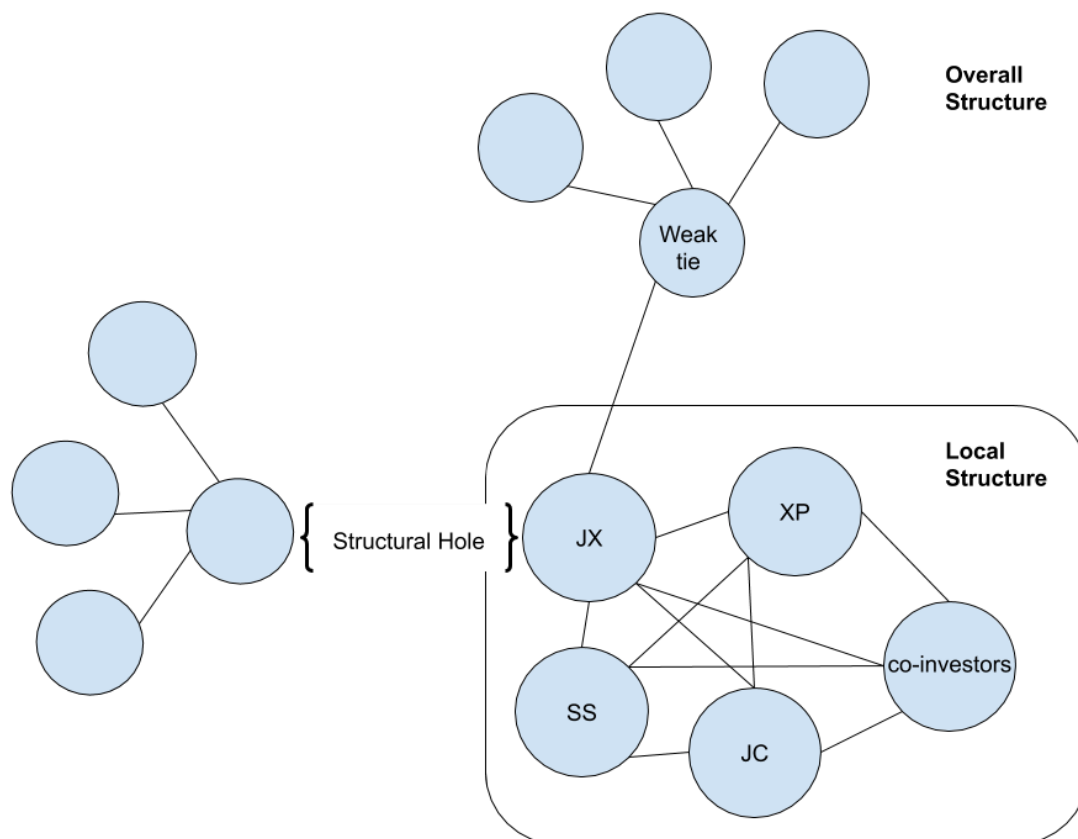 Overall
Structure
Weak
tie
Local
Structure
XP
Structural Hole
JX
co-investors
SS
JC